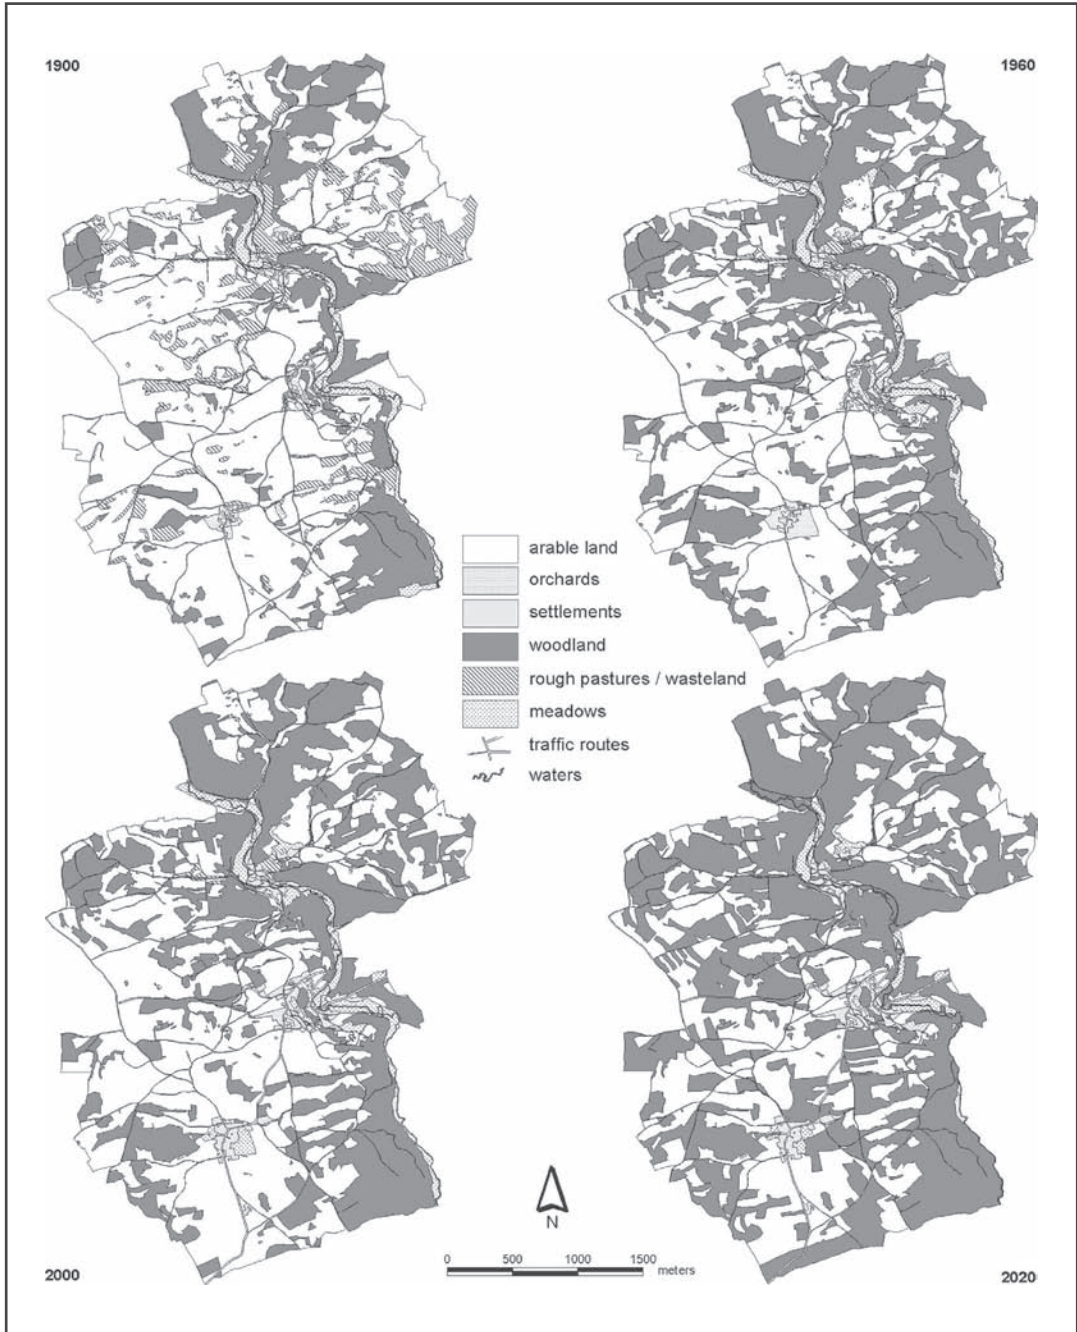 1900
1960
arable land
orchards
settlements
woodland
rough pastures / wasteland
meadows
traffic routes
waters
N
0 500 1000 1500
meters
2000
2020